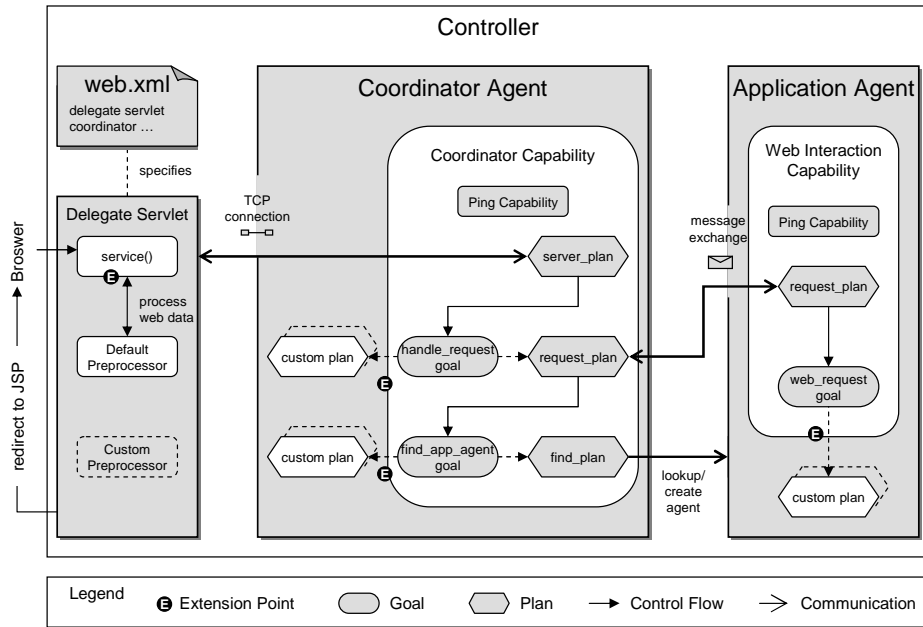 Controller
web.xml
delegate servlet
coordinator …
specifies
Delegate Servlet
service()
E
process
web data
Default
Preprocessor
Custom
Preprocessor
Broswer
redirect to JSP
TCP
connection
Coordinator Agent
Coordinator Capability
Ping Capability
server_plan
custom plan
handle_request
goal
request_plan
E
custom plan
find_app_agent
goal
find_plan
E
message
exchange
lookup/
create
agent
Application Agent
Web Interaction
Capability
Ping Capability
request_plan
web_request
goal
E
custom plan
Legend
E Extension Point
Goal
Plan
Control Flow
Communication